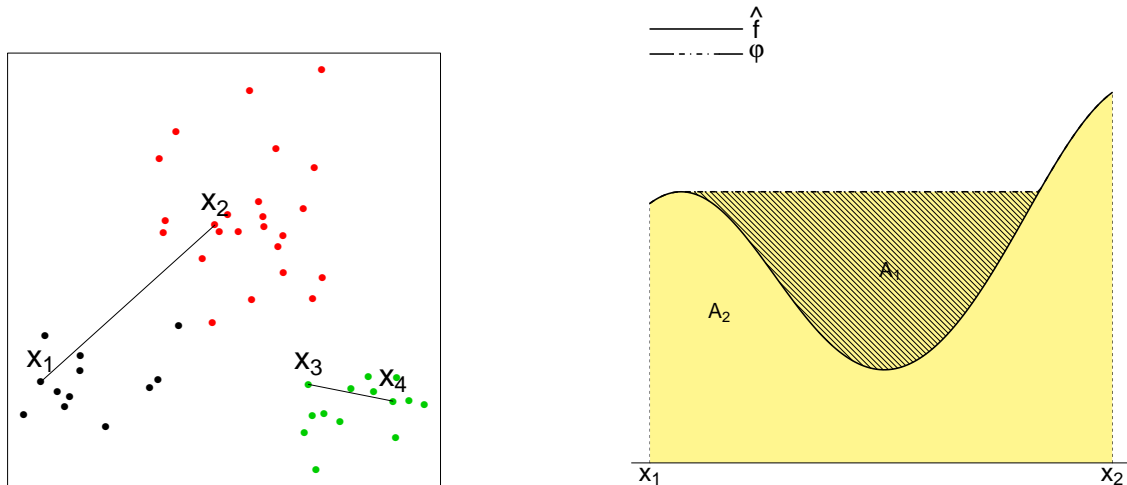 x₂
x₁
x₃
x₄
f̂
φ
A₁
A₂
x₁ x₂